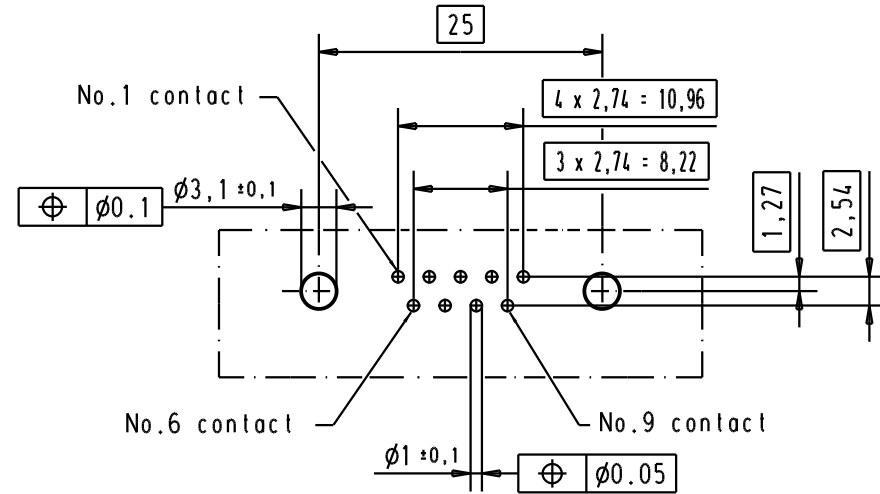 25
No.1 contact
4 x 2,74 = 10,96
3 x 2,74 = 8,22
⌖ ø0.1 ø3,1 ±0,1
1,27
2,54
No.6 contact
No.9 contact
ø1 ±0,1
⌖ ø0.05